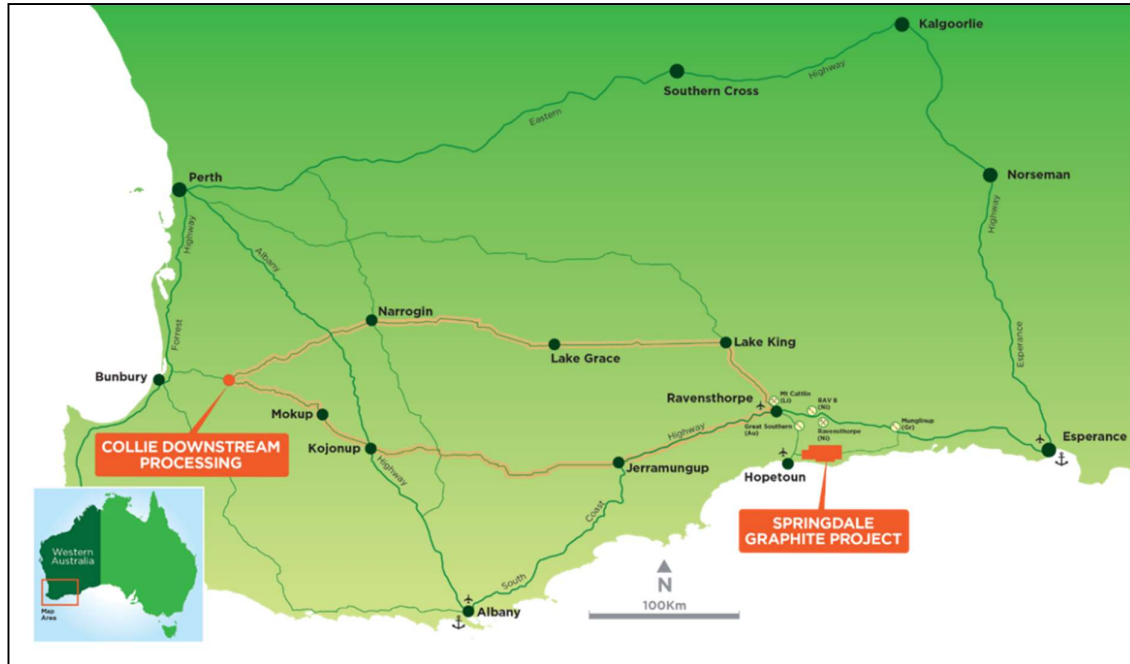 Kalgoorlie
Highway
Southern Cross
Eastern
Perth
Norseman
Highway
Highway
Albany
Narrogin
Lake Grace
Lake King
Forrest
Esperance
Bunbury
Mt Cattlin
(Li)
RAV 8
(Ni)
Ravensthorpe
Mokup
Great Southern
(Au)
Ravensthorpe
(Ni)
Munglinup
(Gr)
COLLIE DOWNSTREAM
PROCESSING
Kojonup
Highway
Highway
Jerramungup
Hopetoun
Esperance
Coast
SPRINGDALE
GRAPHITE PROJECT
Western
Australia
South
N
100Km
Map
Area
Albany